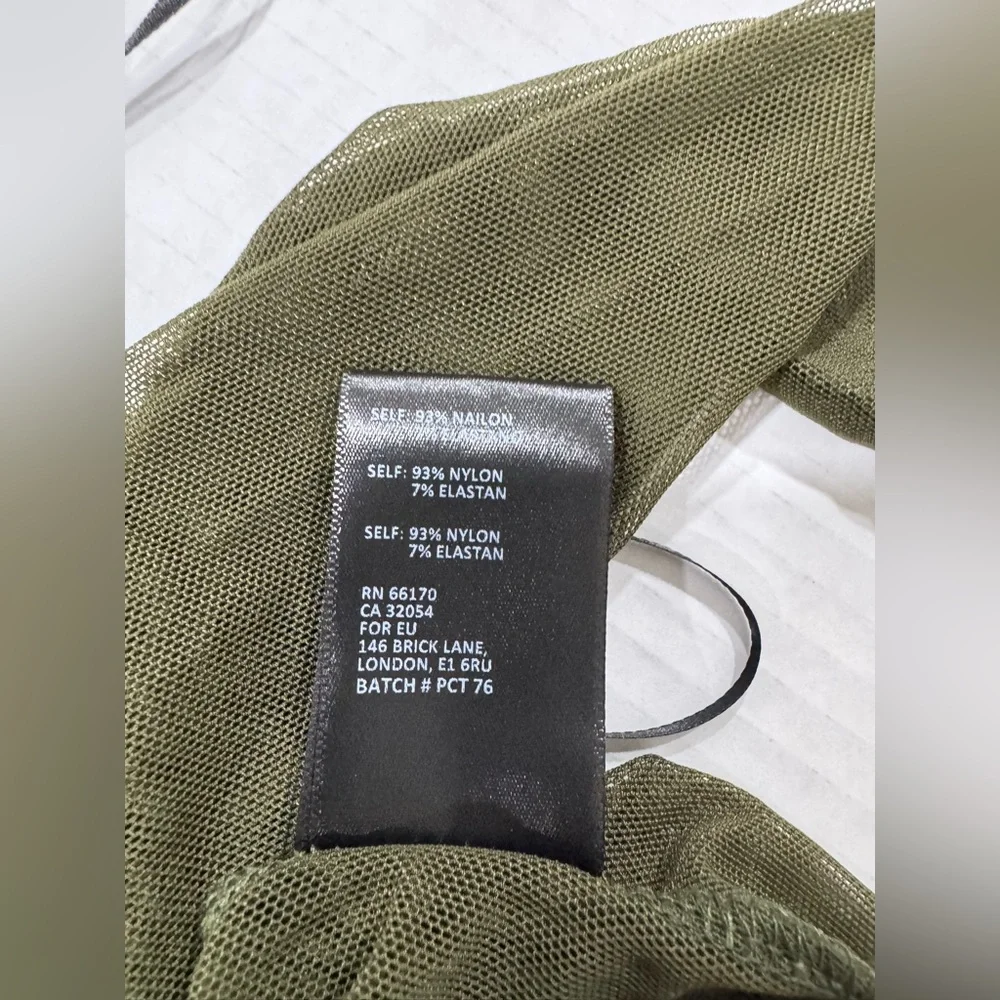 SELF: 93% NAILON
ELASTANO
SELF: 93% NYLON
7% ELASTAN
SELF: 93% NYLON
7% ELASTAN
RN 66170
CA 32054
FOR EU
146 BRICK LANE,
LONDON, E1 6RU
BATCH # PCT 76